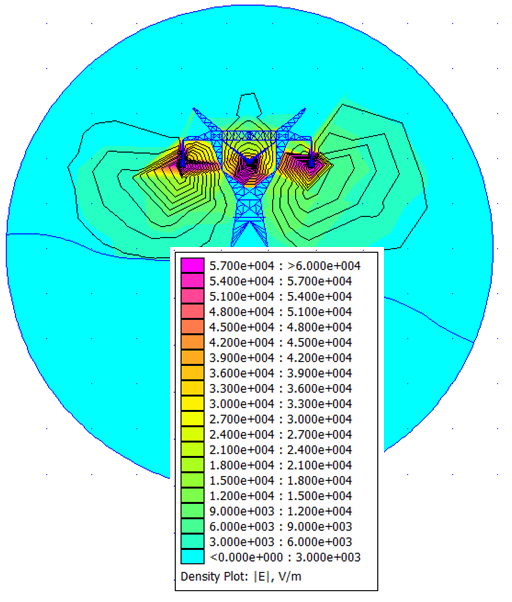 5.700e+004 : >6.000e+004
5.400e+004 : 5.700e+004
5.100e+004 : 5.400e+004
4.800e+004 : 5.100e+004
4.500e+004 : 4.800e+004
4.200e+004 : 4.500e+004
3.900e+004 : 4.200e+004
3.600e+004 : 3.900e+004
3.300e+004 : 3.600e+004
3.000e+004 : 3.300e+004
2.700e+004 : 3.000e+004
2.400e+004 : 2.700e+004
2.100e+004 : 2.400e+004
1.800e+004 : 2.100e+004
1.500e+004 : 1.800e+004
1.200e+004 : 1.500e+004
9.000e+003 : 1.200e+004
6.000e+003 : 9.000e+003
3.000e+003 : 6.000e+003
<0.000e+000 : 3.000e+003
Density Plot: |E|, V/m